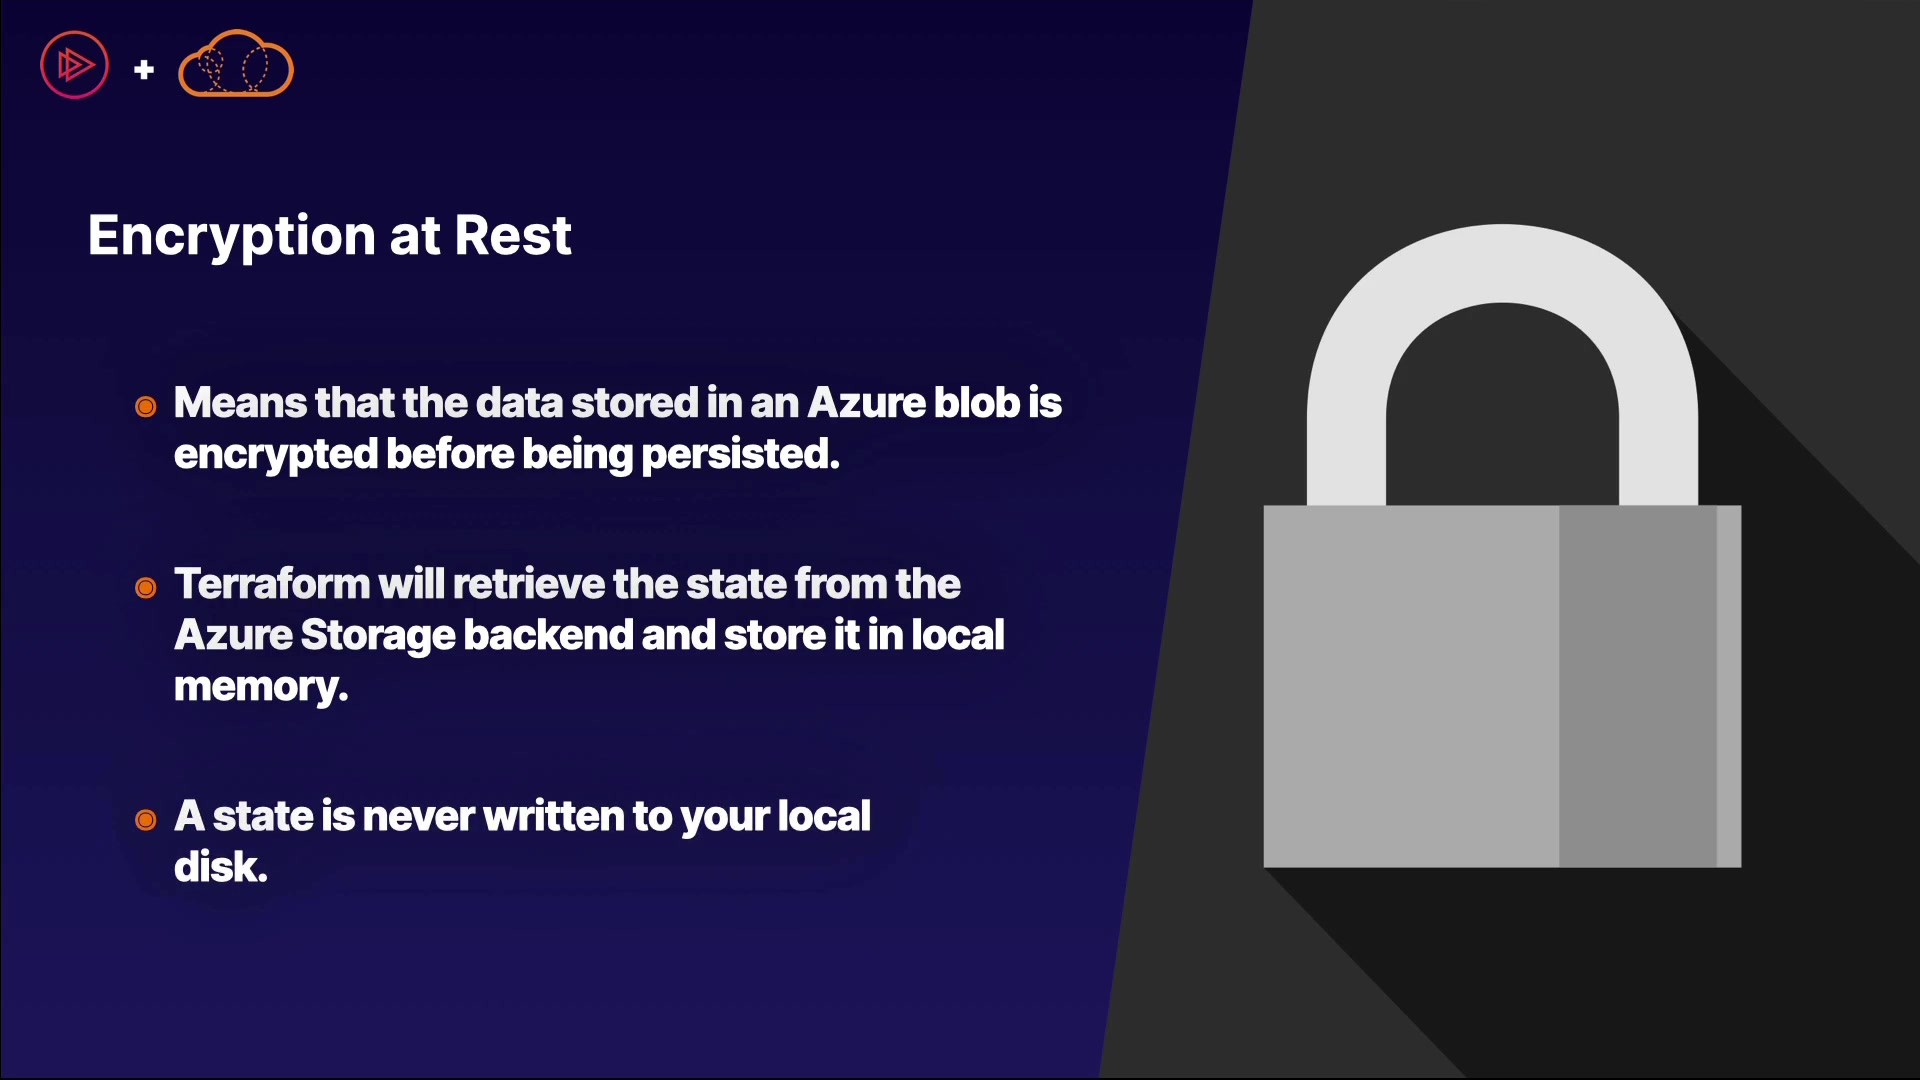 Encryption at Rest
Means that the data stored in an Azure blob is
encrypted before being persisted.
Terraform will retrieve the state from the
Azure Storage backend and store it in local
memory.
A state is never written to your local
disk.